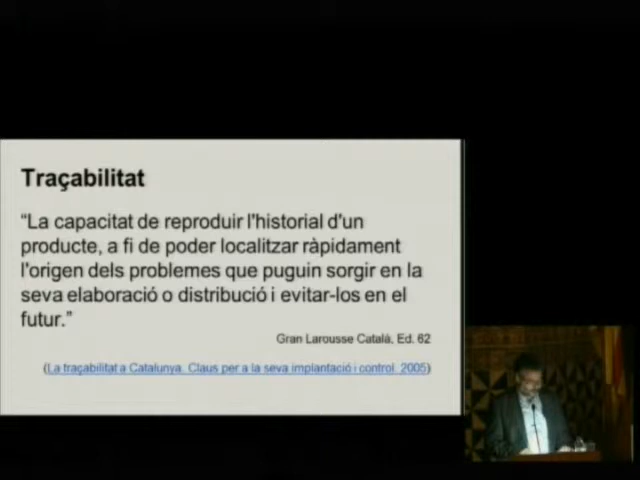 Traçabilitat
“La capacitat de reproduir l'historial d'un
producte, a fi de poder localitzar ràpidament
l'origen dels problemes que puguin sorgir en la
seva elaboració o distribució i evitar-los en el
futur.”
Gran Larousse Català, Ed. 62
(La traçabilitat a Catalunya. Claus per a la seva implantació i control. 2005)